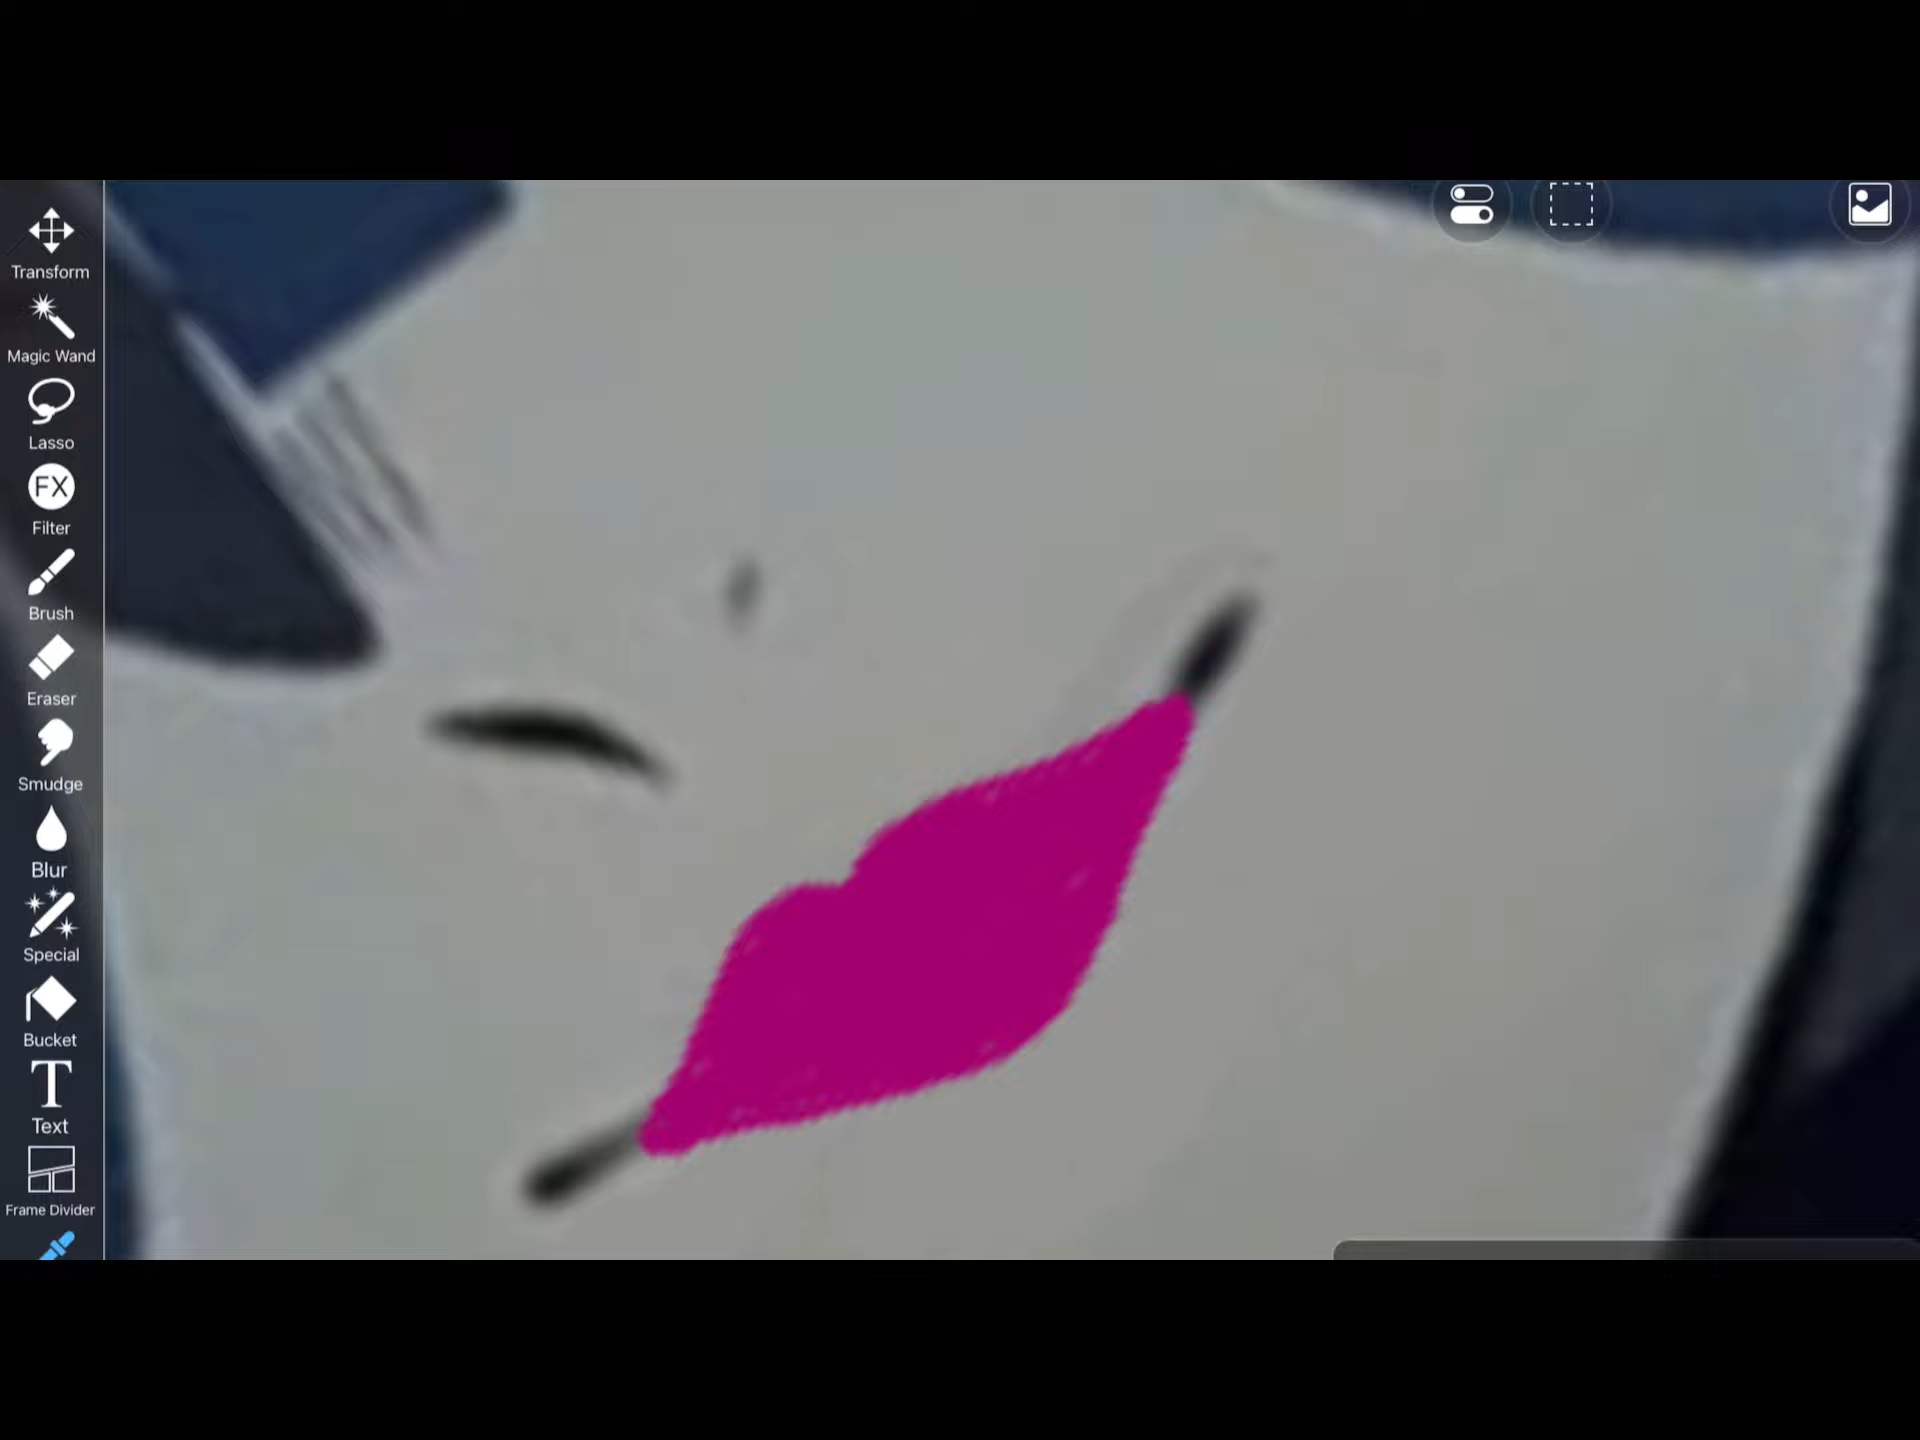 Transform
Magic Wand
Lasso
FX
Filter
Brush
Eraser
Smudge
Blur
Special
Bucket
T
Text
Frame Divider